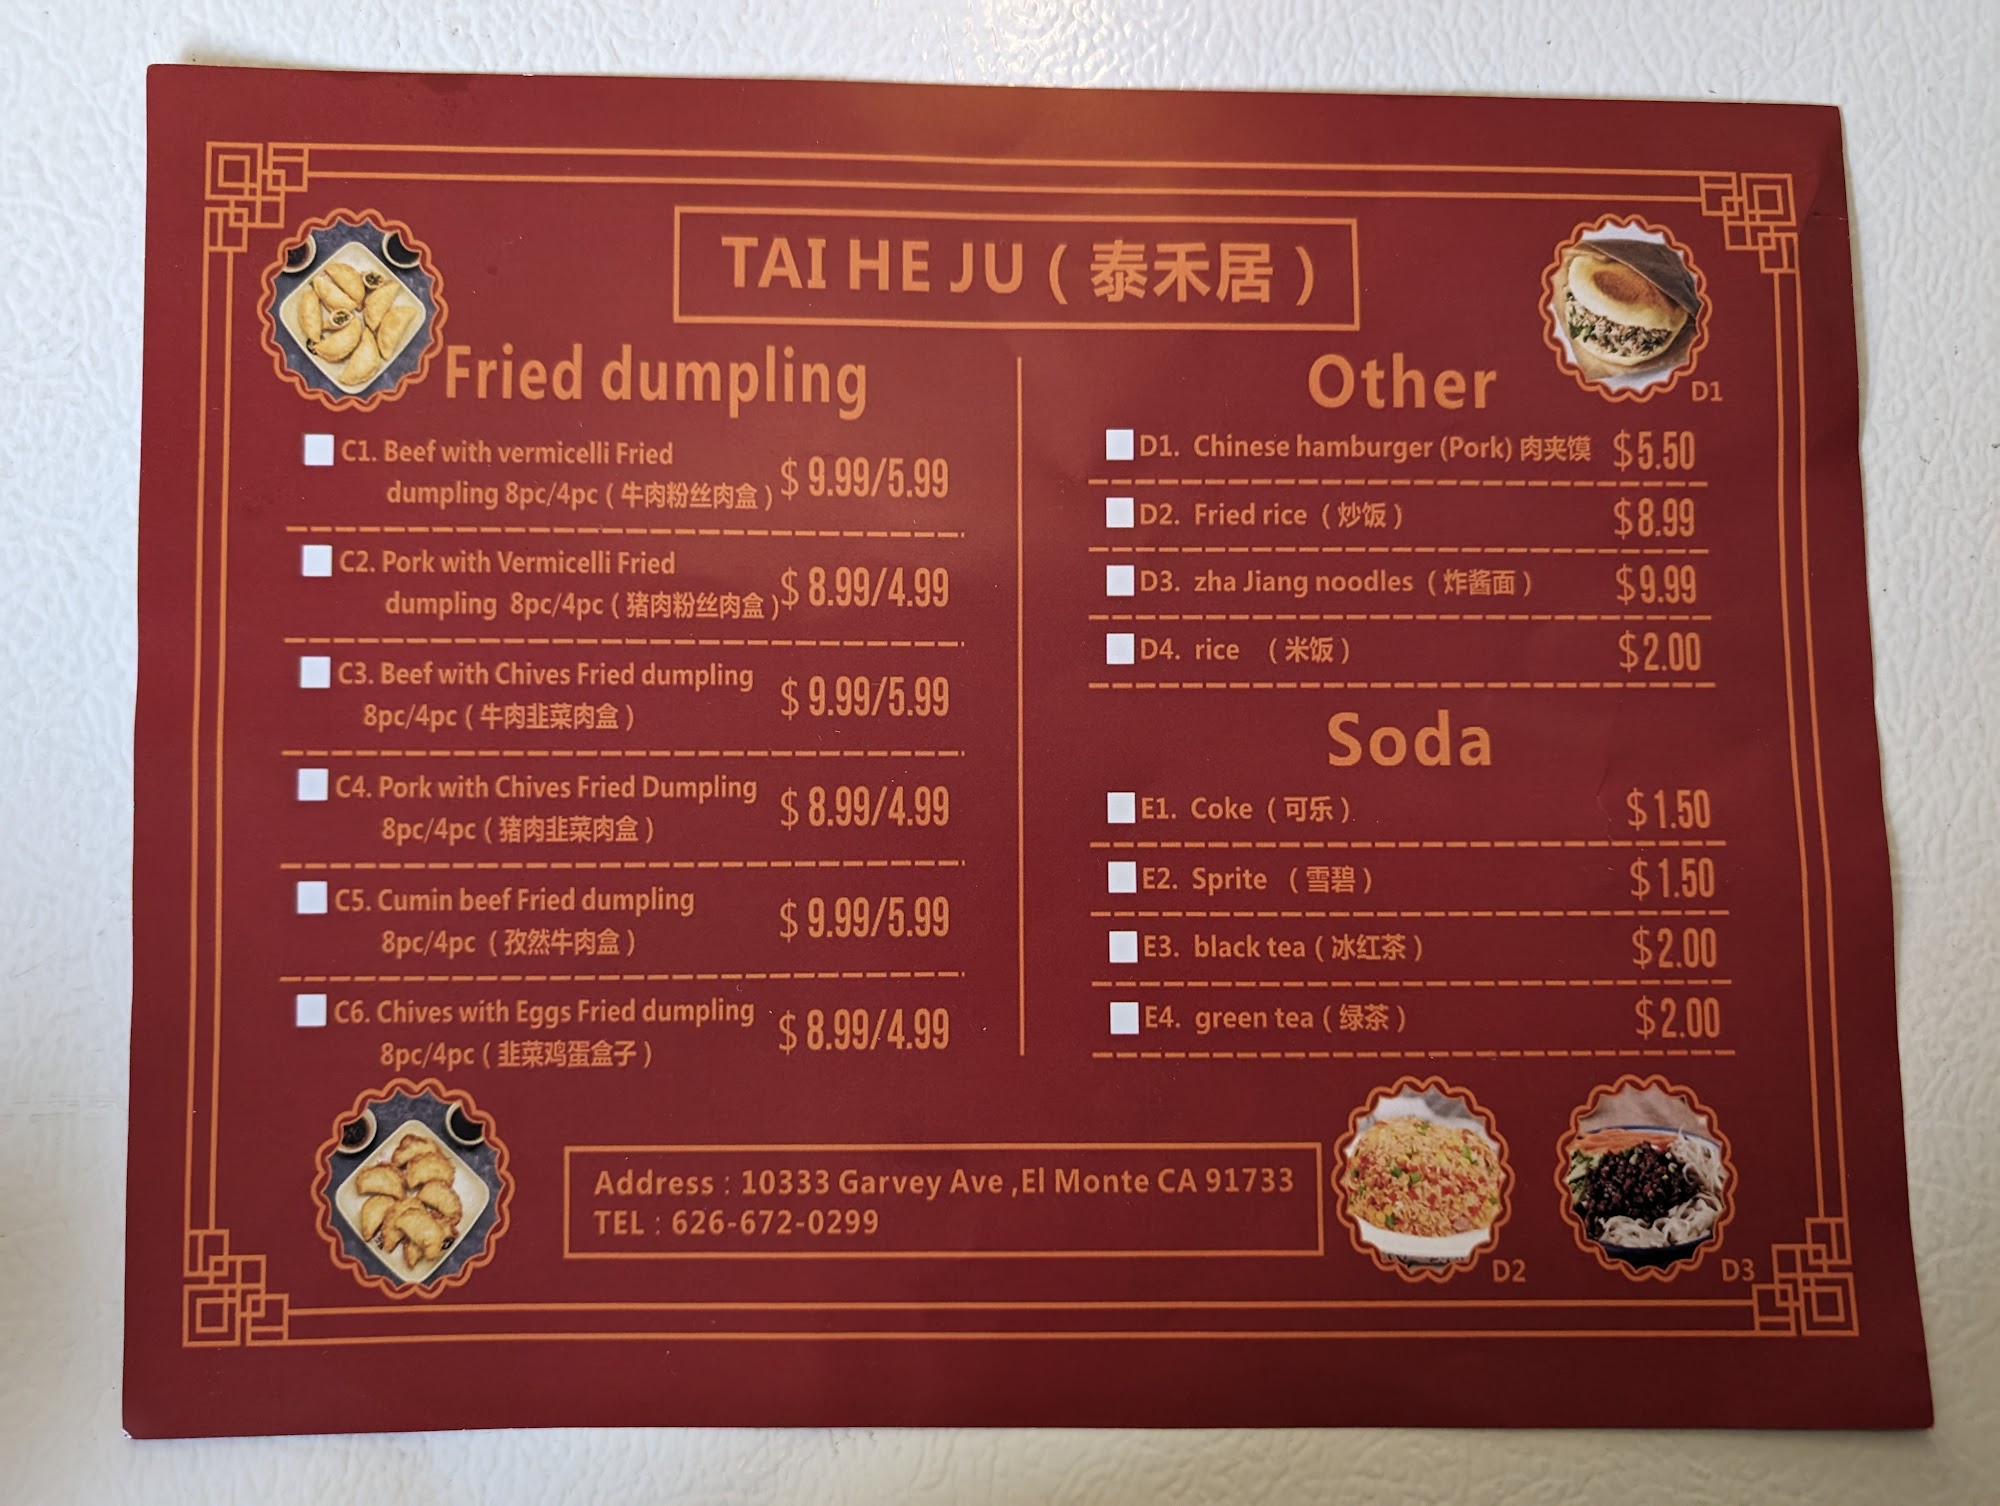 TAI HE JU ( 泰禾居 )
Fried dumpling
C1. Beef with vermicelli Fried
dumpling 8pc/4pc ( 牛肉粉丝肉盒 ) $ 9.99/5.99
C2. Pork with Vermicelli Fried
dumpling 8pc/4pc ( 猪肉粉丝肉盒 ) $ 8.99/4.99
C3. Beef with Chives Fried dumpling
8pc/4pc ( 牛肉韭菜肉盒 ) $ 9.99/5.99
C4. Pork with Chives Fried Dumpling
8pc/4pc ( 猪肉韭菜肉盒 ) $ 8.99/4.99
C5. Cumin beef Fried dumpling
8pc/4pc ( 孜然牛肉盒 ) $ 9.99/5.99
C6. Chives with Eggs Fried dumpling
8pc/4pc ( 韭菜鸡蛋盒子 ) $ 8.99/4.99
Other
D1
D1. Chinese hamburger (Pork) 肉夹馍 $5.50
D2. Fried rice ( 炒饭 ) $8.99
D3. zha Jiang noodles ( 炸酱面 ) $9.99
D4. rice ( 米饭 ) $2.00
Soda
E1. Coke ( 可乐 ) $1.50
E2. Sprite ( 雪碧 ) $1.50
E3. black tea ( 冰红茶 ) $2.00
E4. green tea ( 绿茶 ) $2.00
Address : 10333 Garvey Ave ,El Monte CA 91733
TEL : 626-672-0299
D2
D3